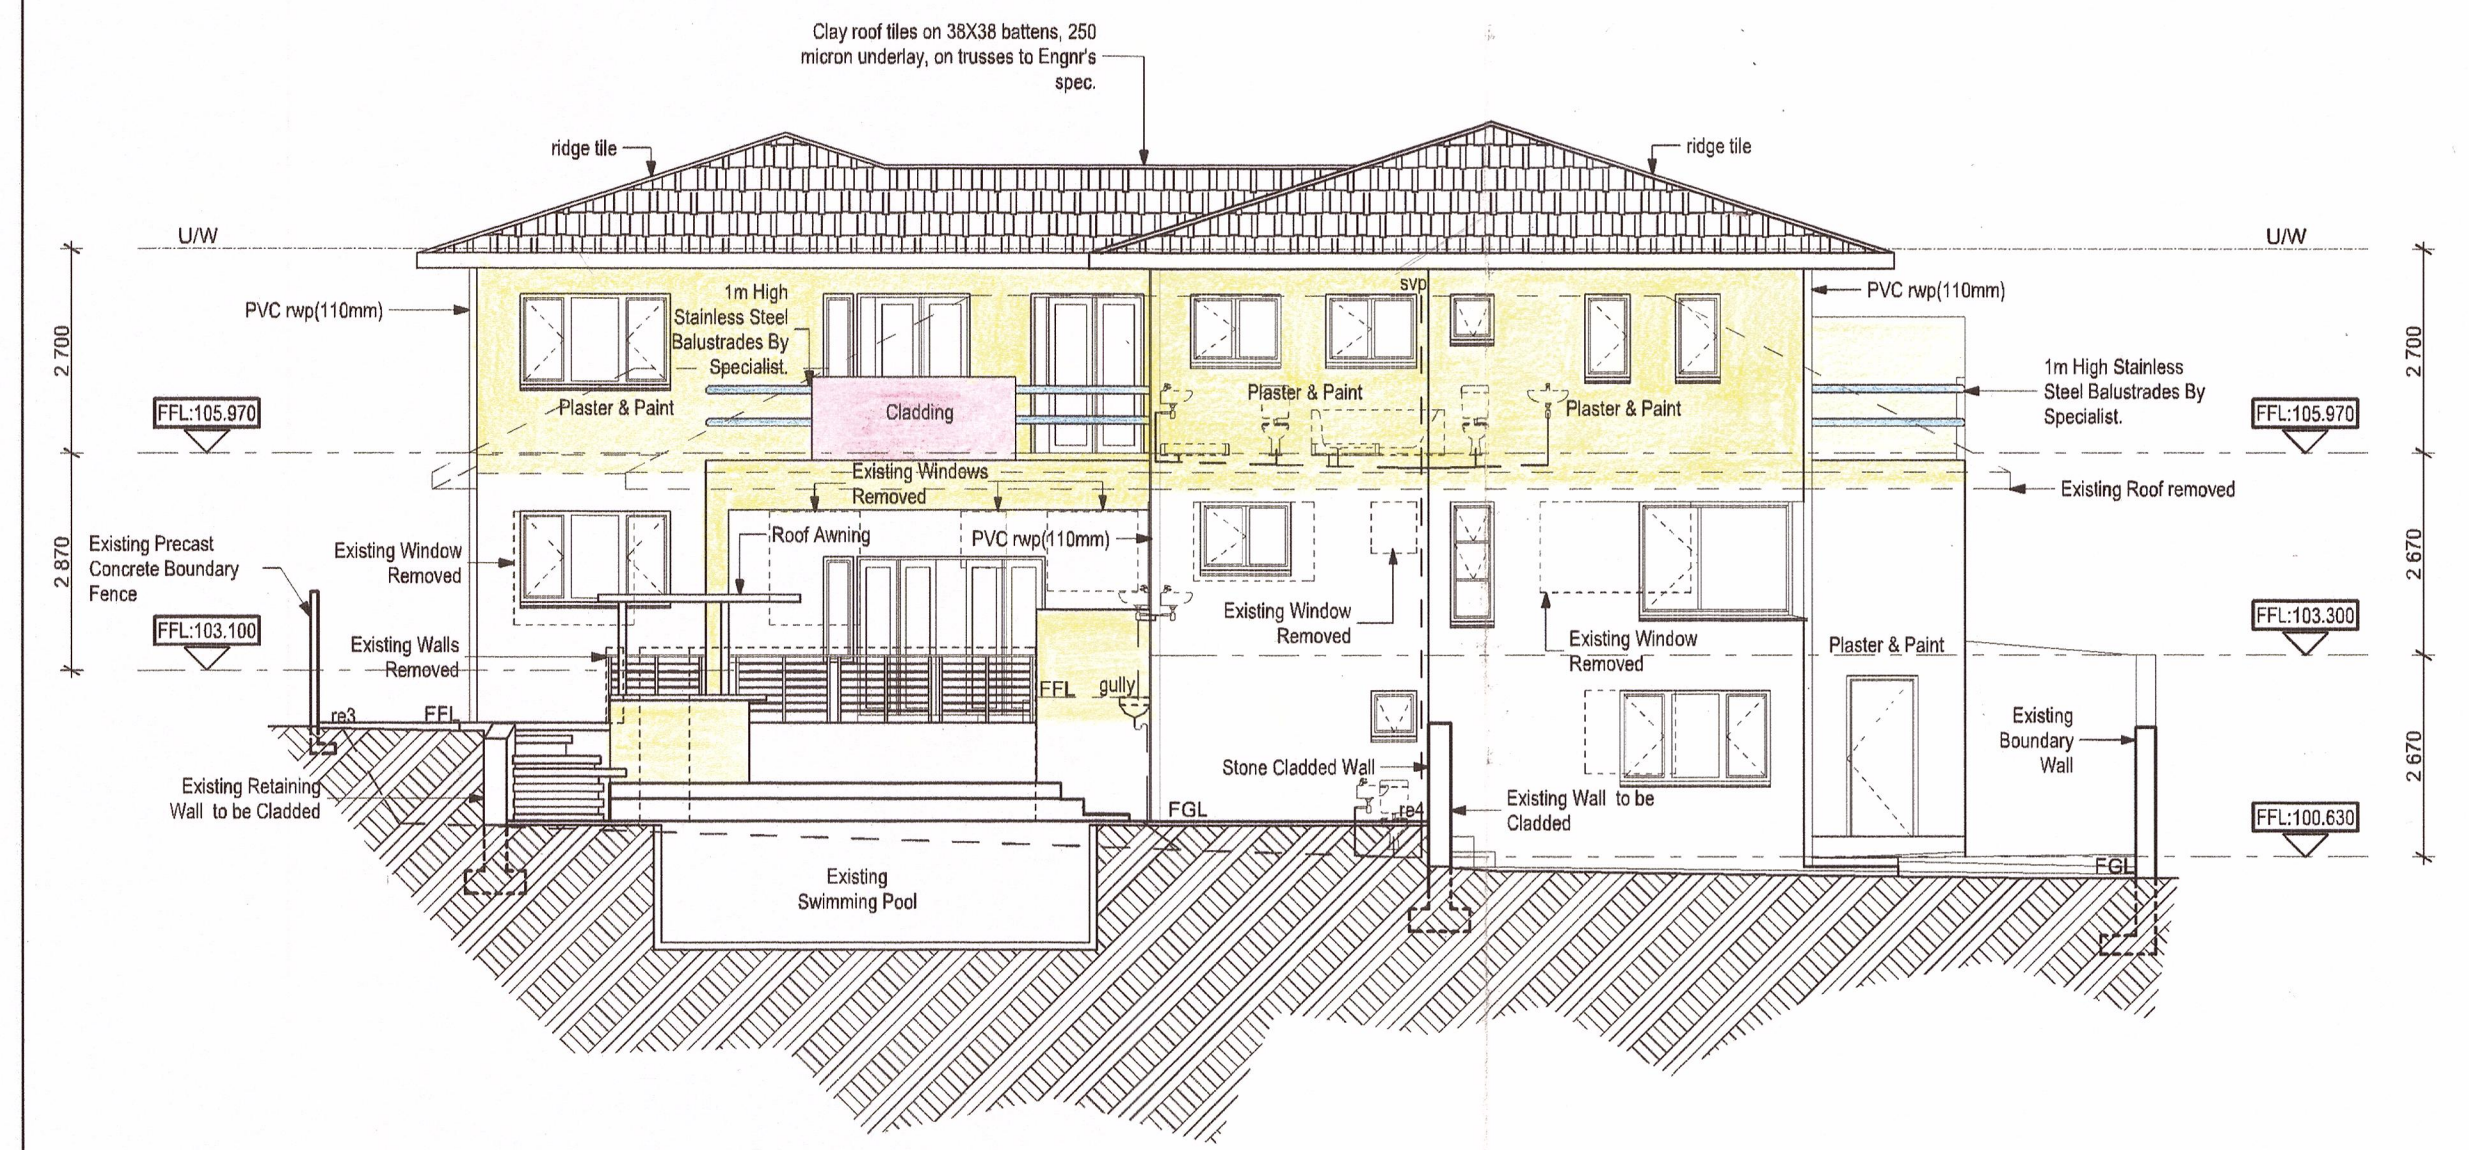 Clay roof tiles on 38X38 battens, 250
micron underlay, on trusses to Engnr's
spec.
ridge tile
ridge tile
U/W
U/W
PVC rwp(110mm)
1m High
Stainless Steel
Balustrades By
Specialist.
svp
PVC rwp(110mm)
2 700
2 700
Plaster & Paint
Cladding
Plaster & Paint
Plaster & Paint
1m High Stainless
Steel Balustrades By
Specialist.
FFL:105.970
FFL:105.970
Existing Windows
Removed
Existing Roof removed
Existing Precast
Concrete Boundary
Fence
Existing Window
Removed
Roof Awning
PVC rwp(110mm)
2 870
2 670
Existing Window
Removed
Existing Window
Removed
FFL:103.100
FFL:103.300
Existing Walls
Removed
Plaster & Paint
FFL
gully
re3
FFL
Existing
Boundary
Wall
Stone Cladded Wall
2 670
Existing Retaining
Wall to be Cladded
FGL
re4
Existing Wall to be
Cladded
FFL:100.630
FGL
Existing
Swimming Pool